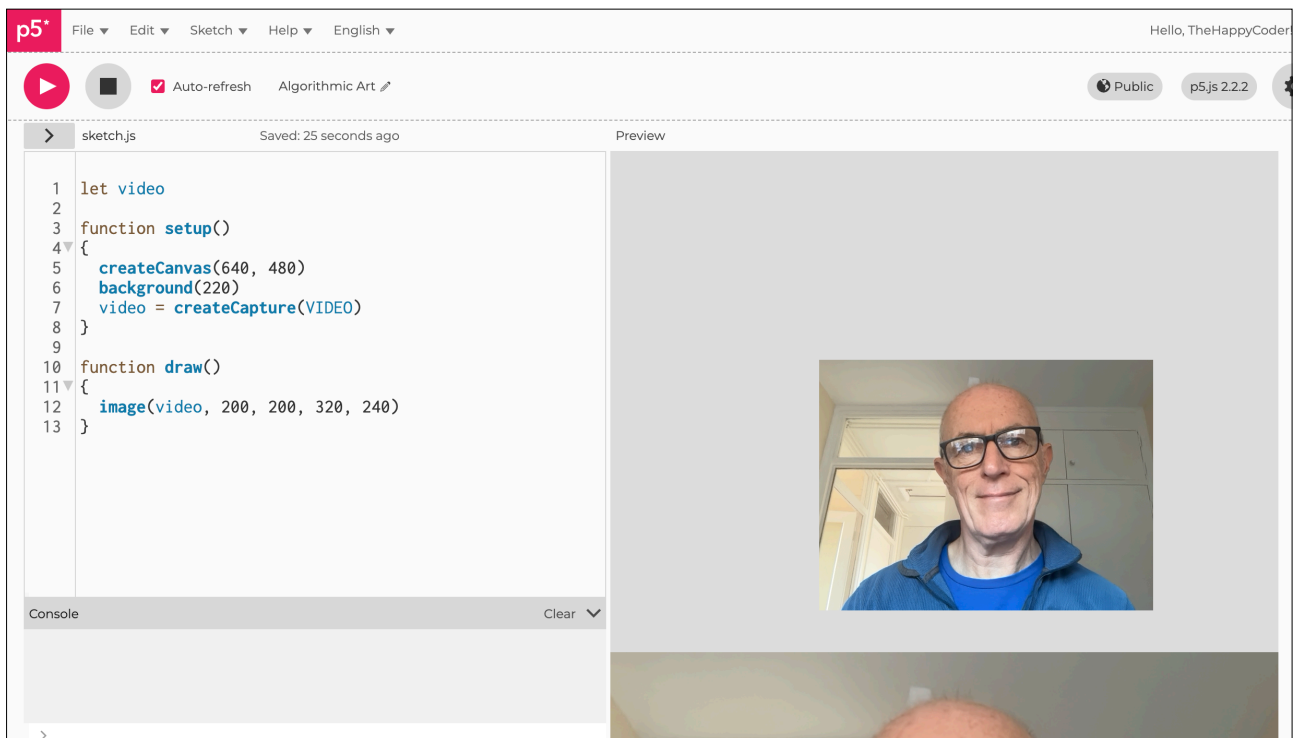 p5*
File Edit Sketch Help English Hello, TheHappyCoder!
Auto-refresh Algorithmic Art Public p5.js 2.2.2
> sketch.js Saved: 25 seconds ago Preview
1 let video
2
3 function setup()
4 {
5 createCanvas(640, 480)
6 background(220)
7 video = createCapture(VIDEO)
8 }
9
10 function draw()
11 {
12 image(video, 200, 200, 320, 240)
13 }
Console Clear
>